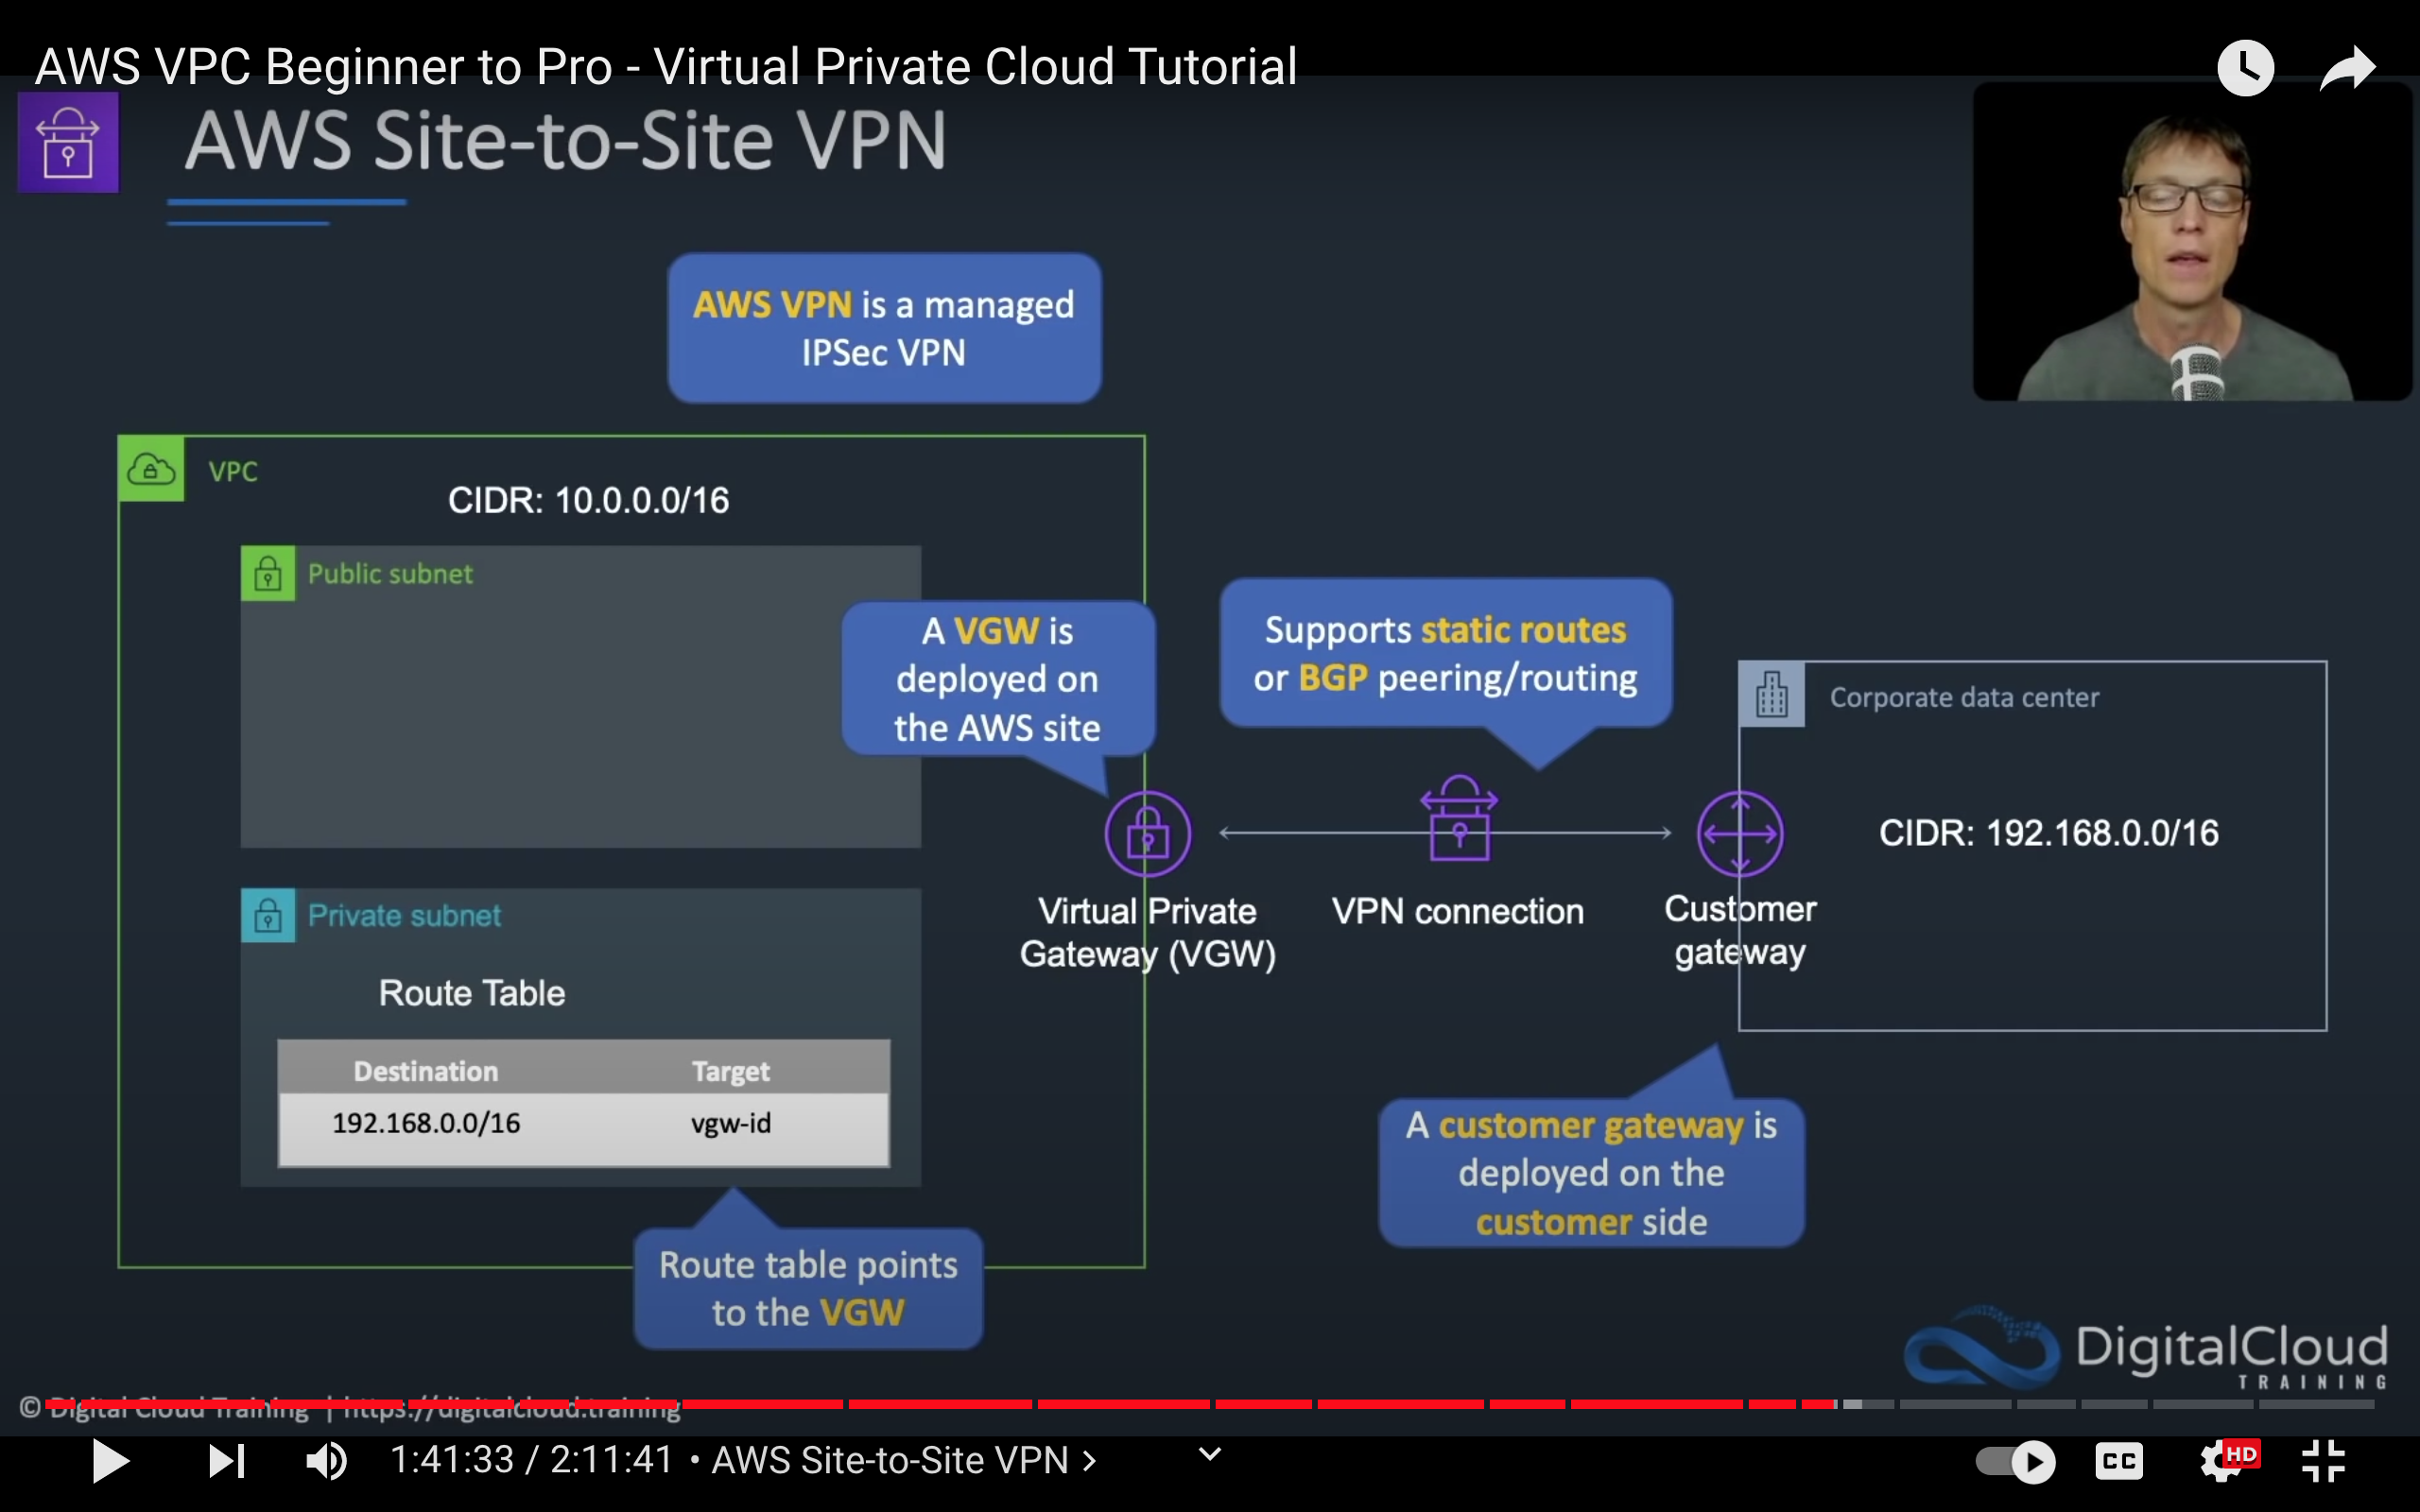 AWS VPC Beginner to Pro - Virtual Private Cloud Tutorial
AWS Site-to-Site VPN
AWS VPN is a managed
IPSec VPN
VPC
CIDR: 10.0.0.0/16
Public subnet
A VGW is
deployed on
the AWS site
Supports static routes
or BGP peering/routing
Corporate data center
CIDR: 192.168.0.0/16
Virtual Private
Gateway (VGW)
VPN connection
Customer
gateway
Private subnet
Route Table
Destination Target
192.168.0.0/16 vgw-id
A customer gateway is
deployed on the
customer side
Route table points
to the VGW
DigitalCloud
TRAINING
© Digital Cloud Training | https://digitalcloud.training
1:41:33 / 2:11:41 • AWS Site-to-Site VPN ›
CC
HD